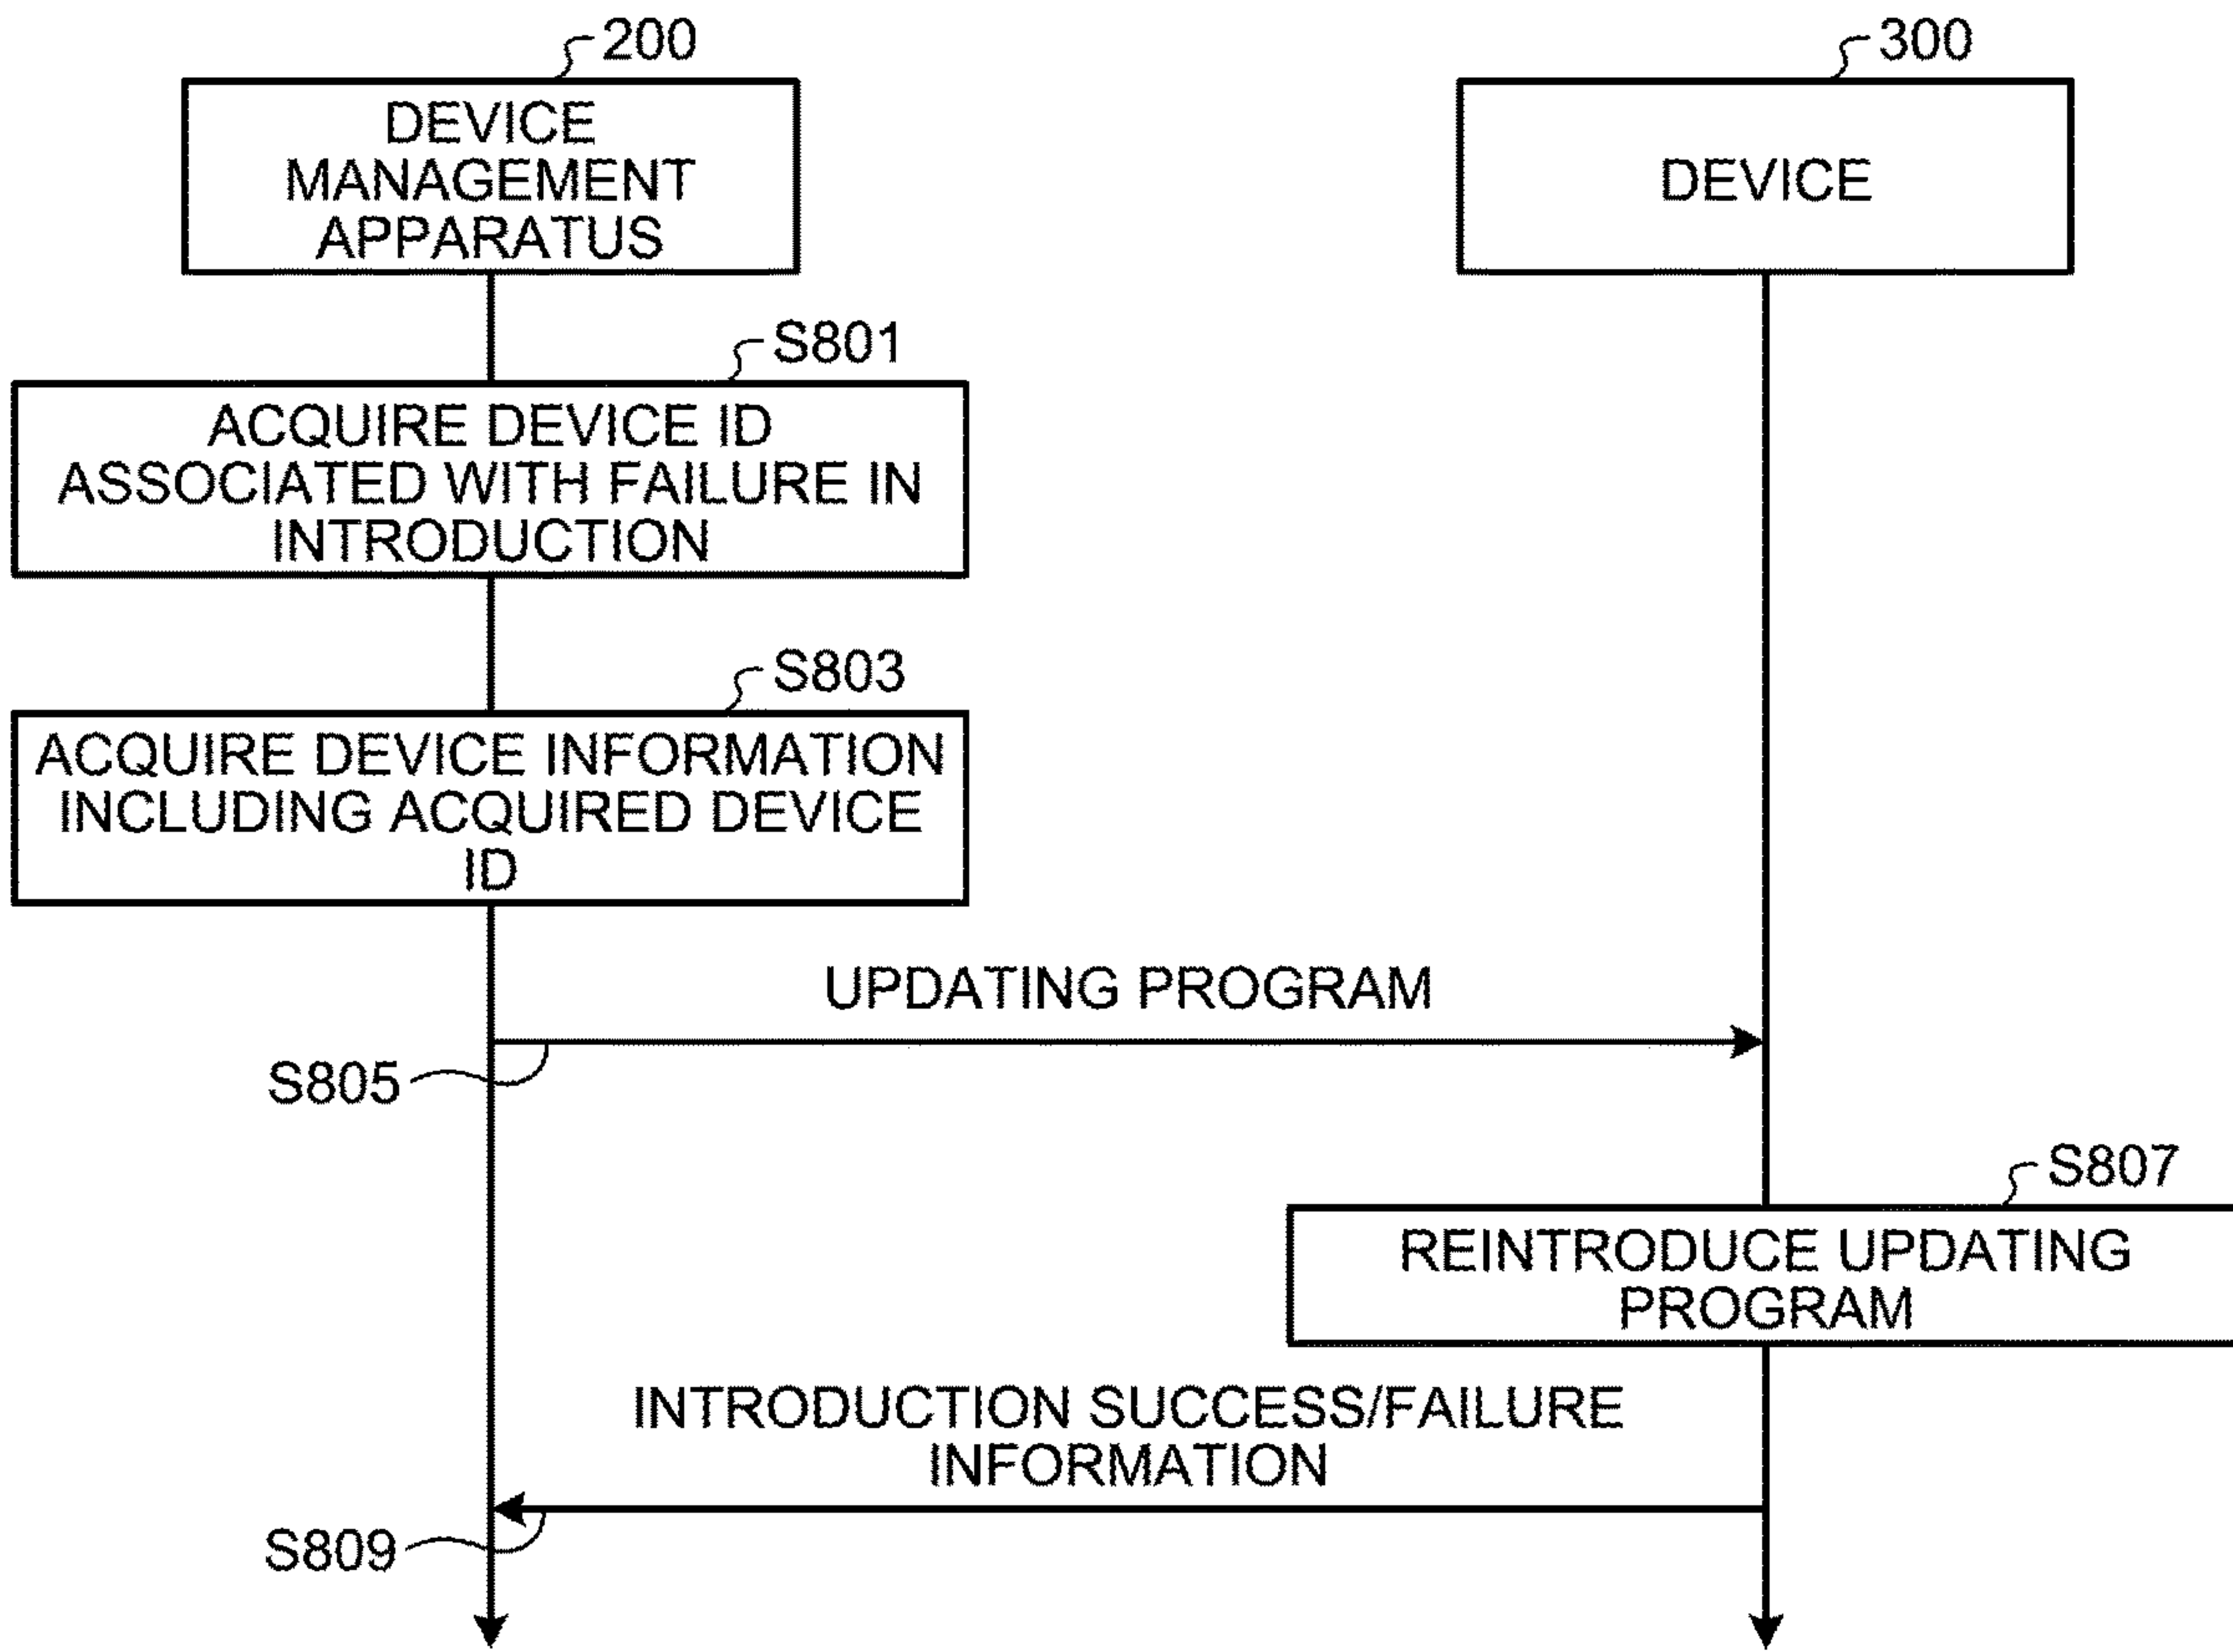 200
DEVICE
MANAGEMENT
APPARATUS
300
DEVICE
S801
ACQUIRE DEVICE ID
ASSOCIATED WITH FAILURE IN
INTRODUCTION
S803
ACQUIRE DEVICE INFORMATION
INCLUDING ACQUIRED DEVICE
ID
UPDATING PROGRAM
S805
S807
REINTRODUCE UPDATING
PROGRAM
INTRODUCTION SUCCESS/FAILURE
INFORMATION
S809